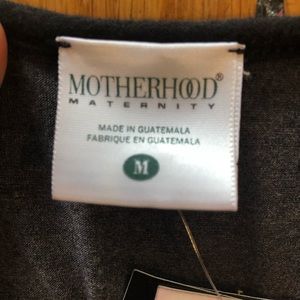 MOTHERHOOD®
MATERNITY
MADE IN GUATEMALA
FABRIQUE EN GUATEMALA
M